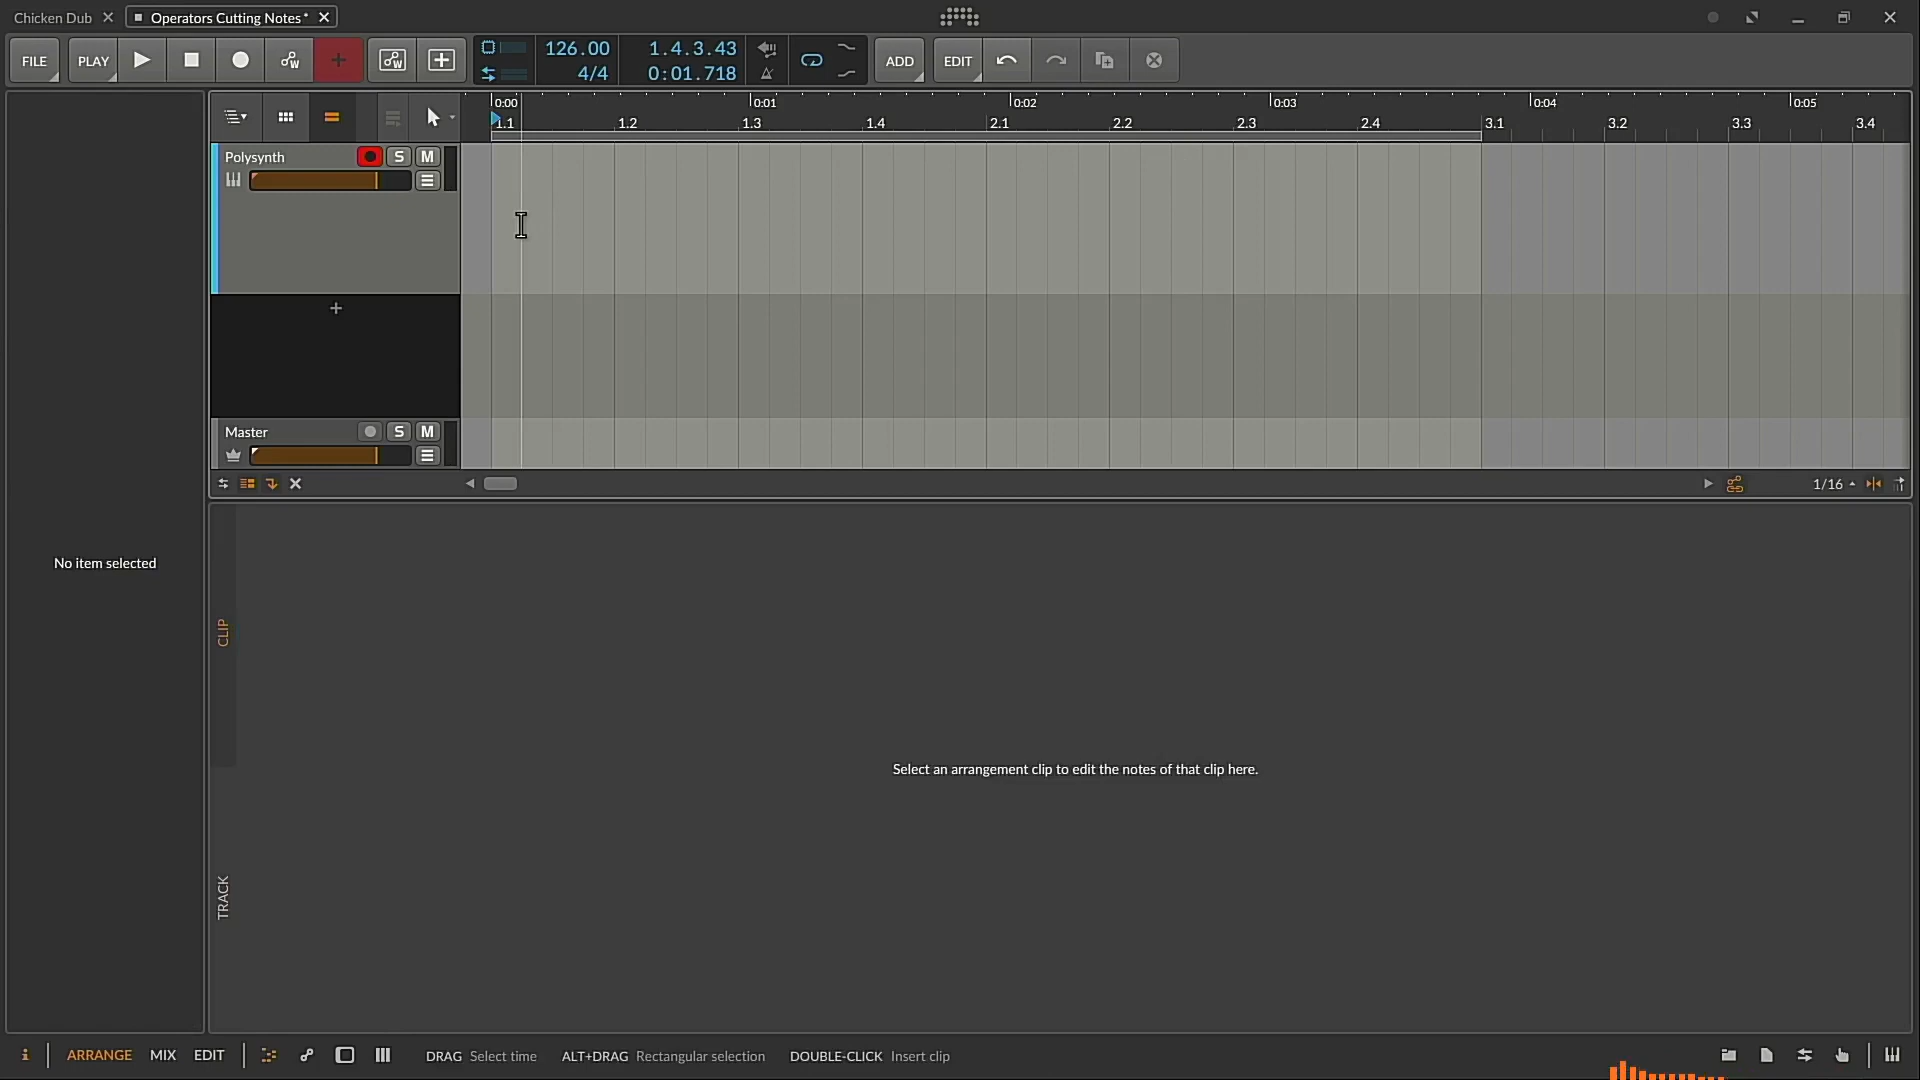 Chicken Dub
Operators Cutting Notes*
FILE PLAY
126.00
4/4
1.4.3.43
0:01.718
ADD EDIT
0:00 0:01 0:02 0:03 0:04 0:05
1.1 1.2 1.3 1.4 2.1 2.2 2.3 2.4 3.1 3.2 3.3 3.4
Polysynth S M
+
Master S M
1/16
No item selected
CLIP
Select an arrangement clip to edit the notes of that clip here.
TRACK
i ARRANGE MIX EDIT DRAG Select time ALT+DRAG Rectangular selection DOUBLE-CLICK Insert clip